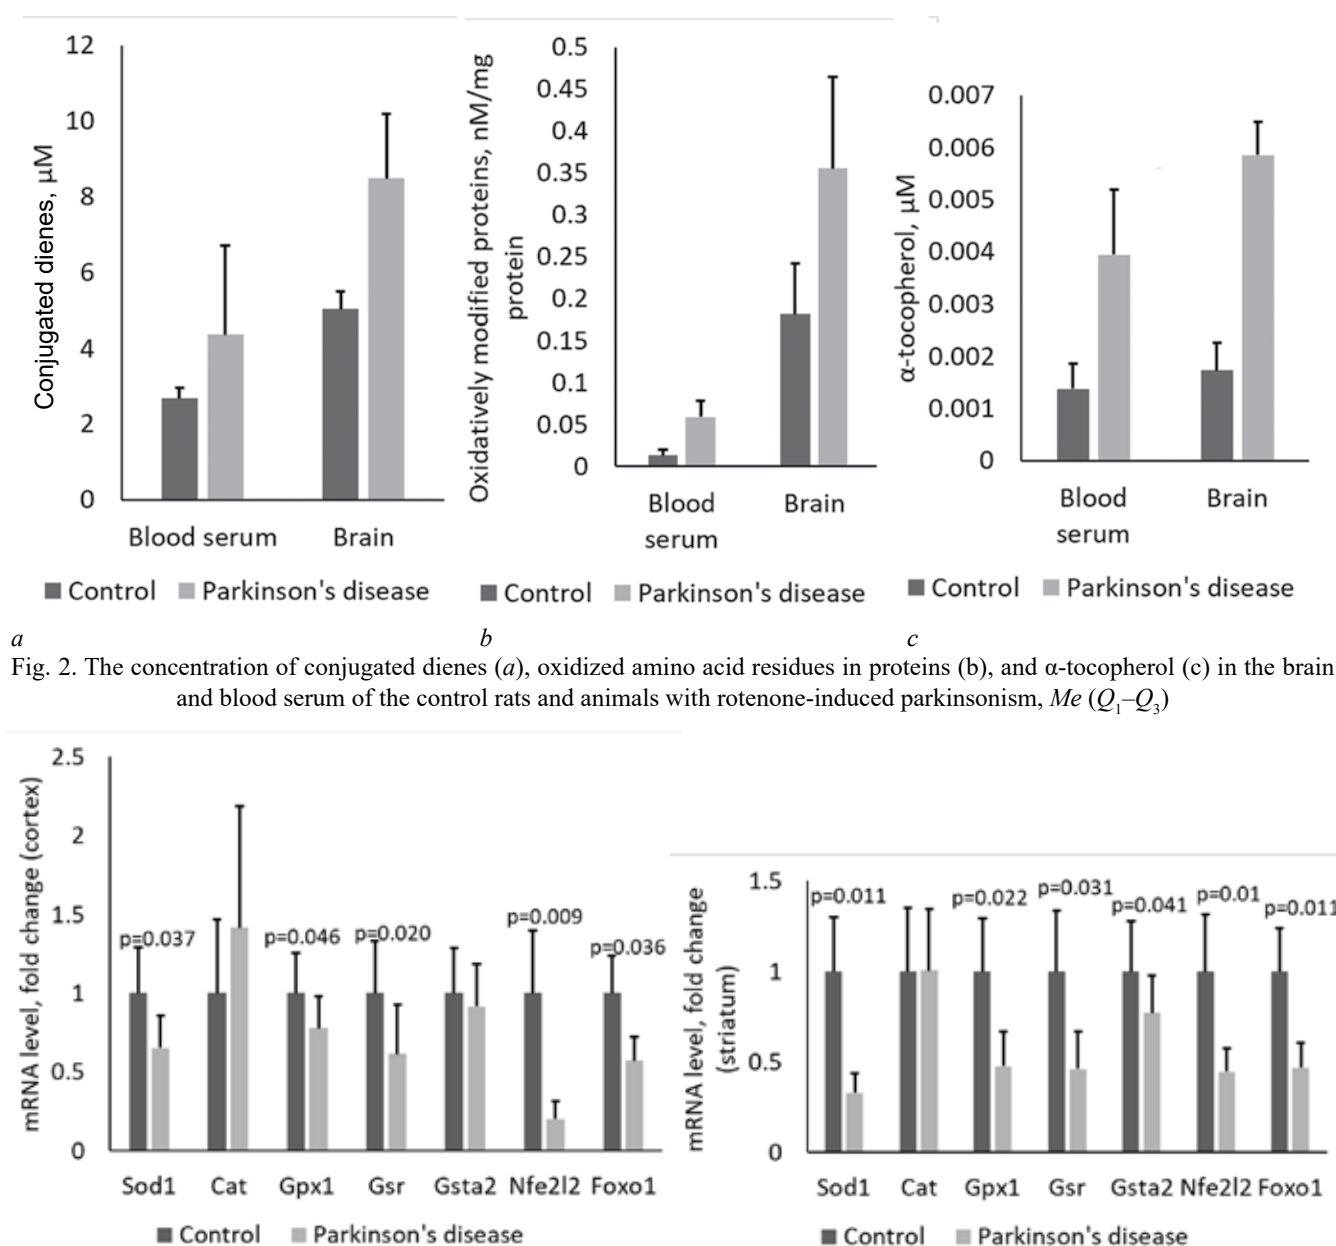 Conjugated dienes, µM
12
10
8
6
4
2
0
Blood serum Brain
Control Parkinson's disease
Oxidatively modified proteins, nM/mg
protein
0.5
0.45
0.4
0.35
0.3
0.25
0.2
0.15
0.1
0.05
0
Blood
serum
Brain
Control Parkinson's disease
α-tocopherol, µM
0.007
0.006
0.005
0.004
0.003
0.002
0.001
0
Blood
serum
Brain
Control Parkinson's disease
a b c
Fig. 2. The concentration of conjugated dienes (a), oxidized amino acid residues in proteins (b), and α-tocopherol (c) in the brain
and blood serum of the control rats and animals with rotenone-induced parkinsonism, Me (Q₁–Q₃)
mRNA level, fold change (cortex)
2.5
2
1.5
1
0.5
0
p=0.037 p=0.046 p=0.020 p=0.009 p=0.036
Sod1 Cat Gpx1 Gsr Gsta2 Nfe2l2 Foxo1
Control Parkinson's disease
mRNA level, fold change
(striatum)
1.5
1
0.5
0
p=0.011 p=0.022 p=0.031 p=0.041 p=0.01 p=0.011
Sod1 Cat Gpx1 Gsr Gsta2 Nfe2l2 Foxo1
Control Parkinson's disease